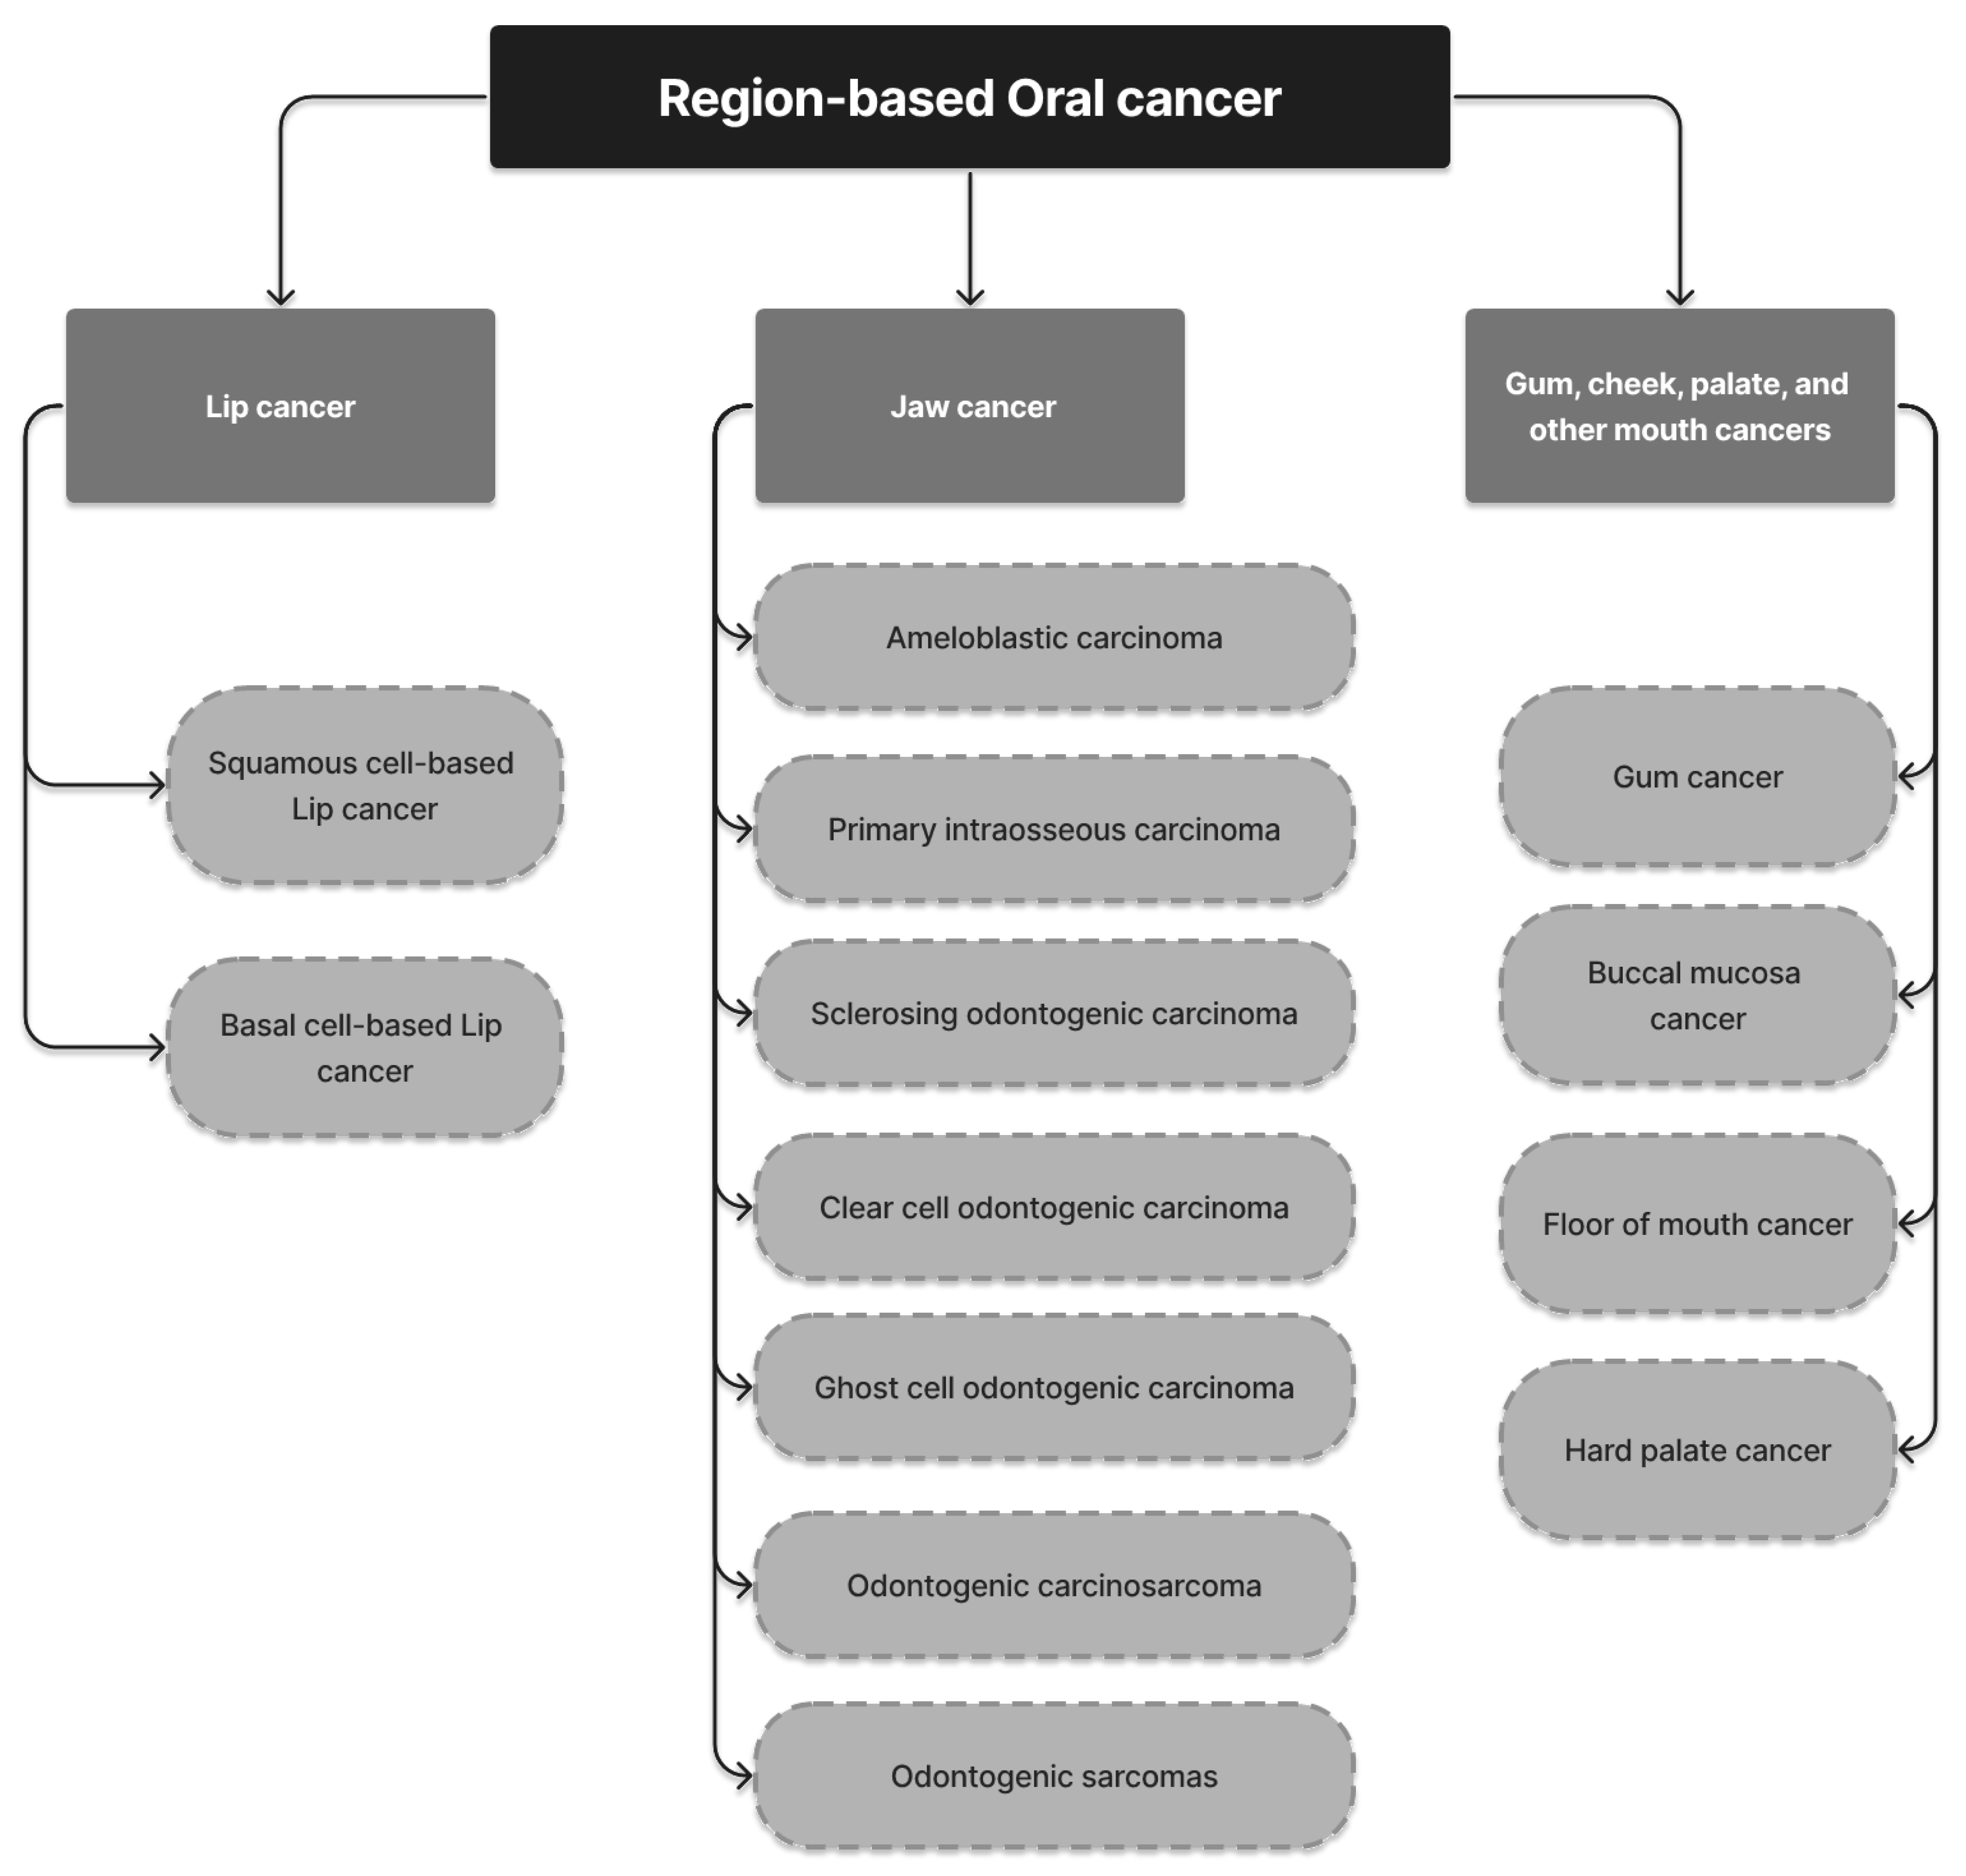 Region-based Oral cancer
Lip cancer
Squamous cell-based
Lip cancer
Basal cell-based Lip
cancer
Jaw cancer
Ameloblastic carcinoma
Primary intraosseous carcinoma
Sclerosing odontogenic carcinoma
Clear cell odontogenic carcinoma
Ghost cell odontogenic carcinoma
Odontogenic carcinosarcoma
Odontogenic sarcomas
Gum, cheek, palate, and
other mouth cancers
Gum cancer
Buccal mucosa
cancer
Floor of mouth cancer
Hard palate cancer